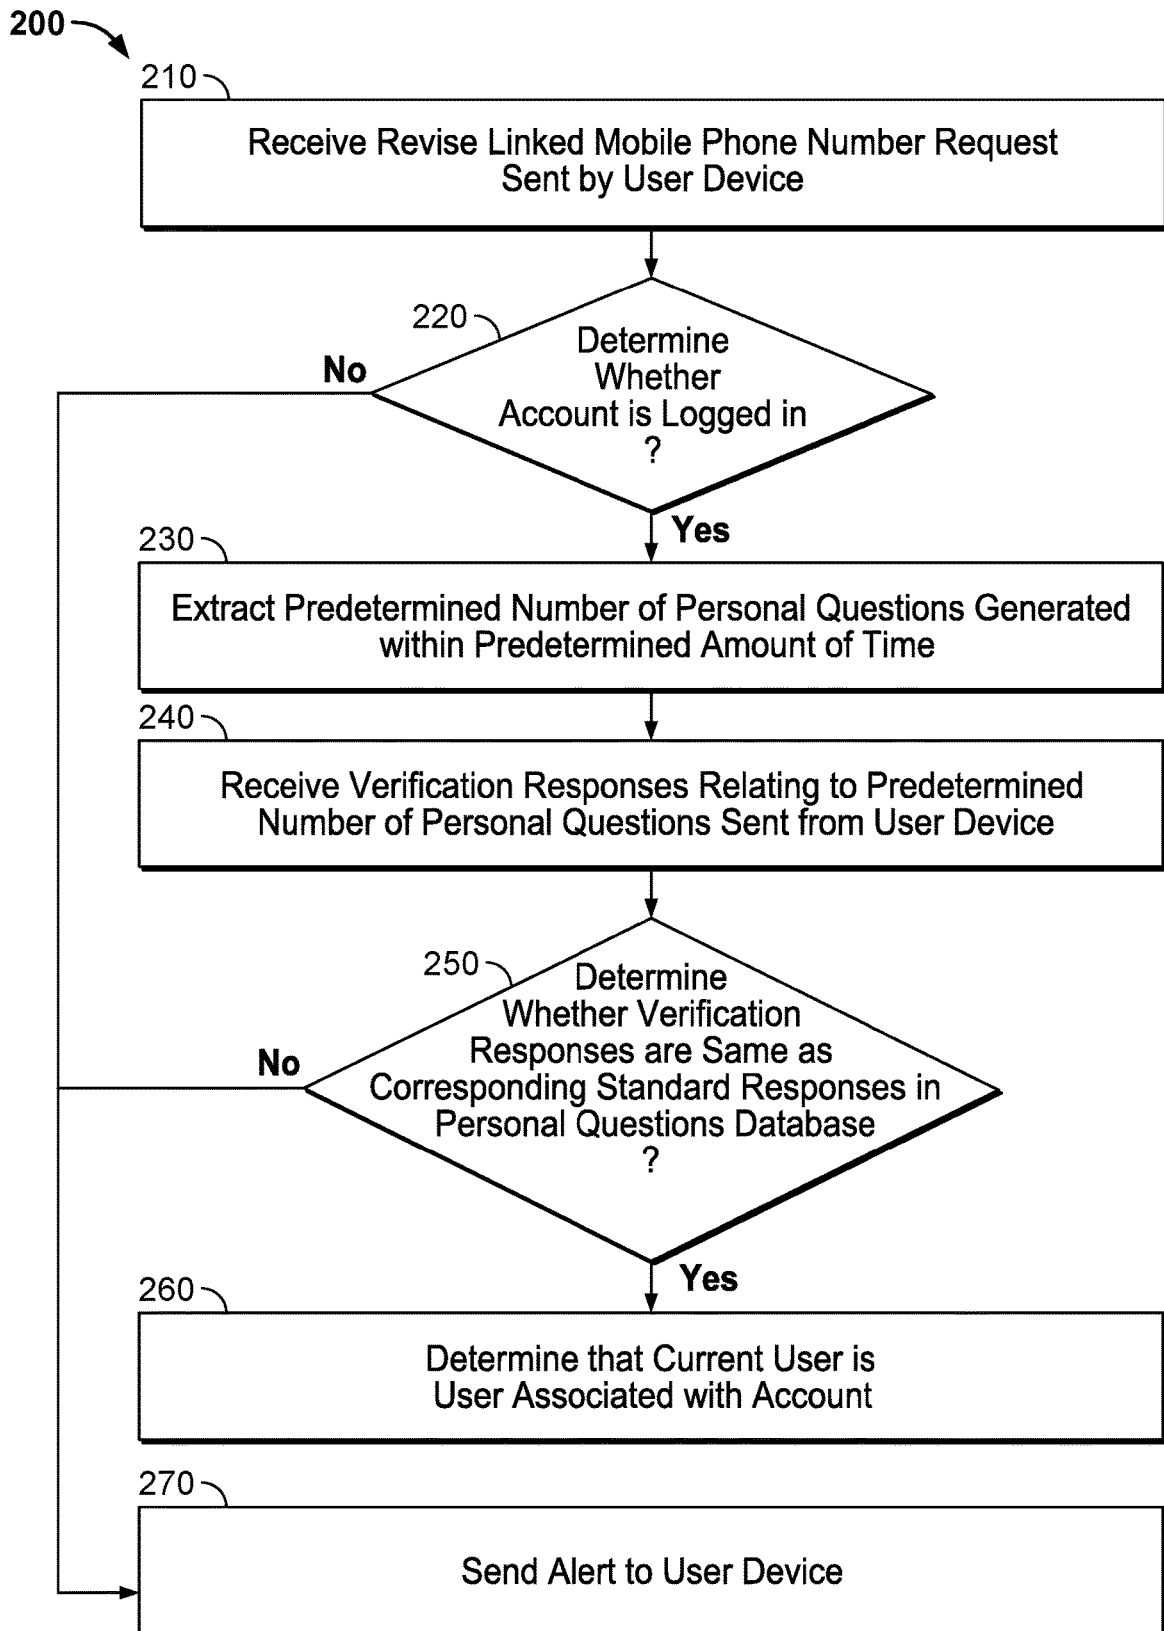 200
210
Receive Revise Linked Mobile Phone Number Request
Sent by User Device
220
Determine
Whether
Account is Logged in
?
No
Yes
230
Extract Predetermined Number of Personal Questions Generated
within Predetermined Amount of Time
240
Receive Verification Responses Relating to Predetermined
Number of Personal Questions Sent from User Device
250
Determine
Whether Verification
Responses are Same as
Corresponding Standard Responses in
Personal Questions Database
?
No
Yes
260
Determine that Current User is
User Associated with Account
270
Send Alert to User Device